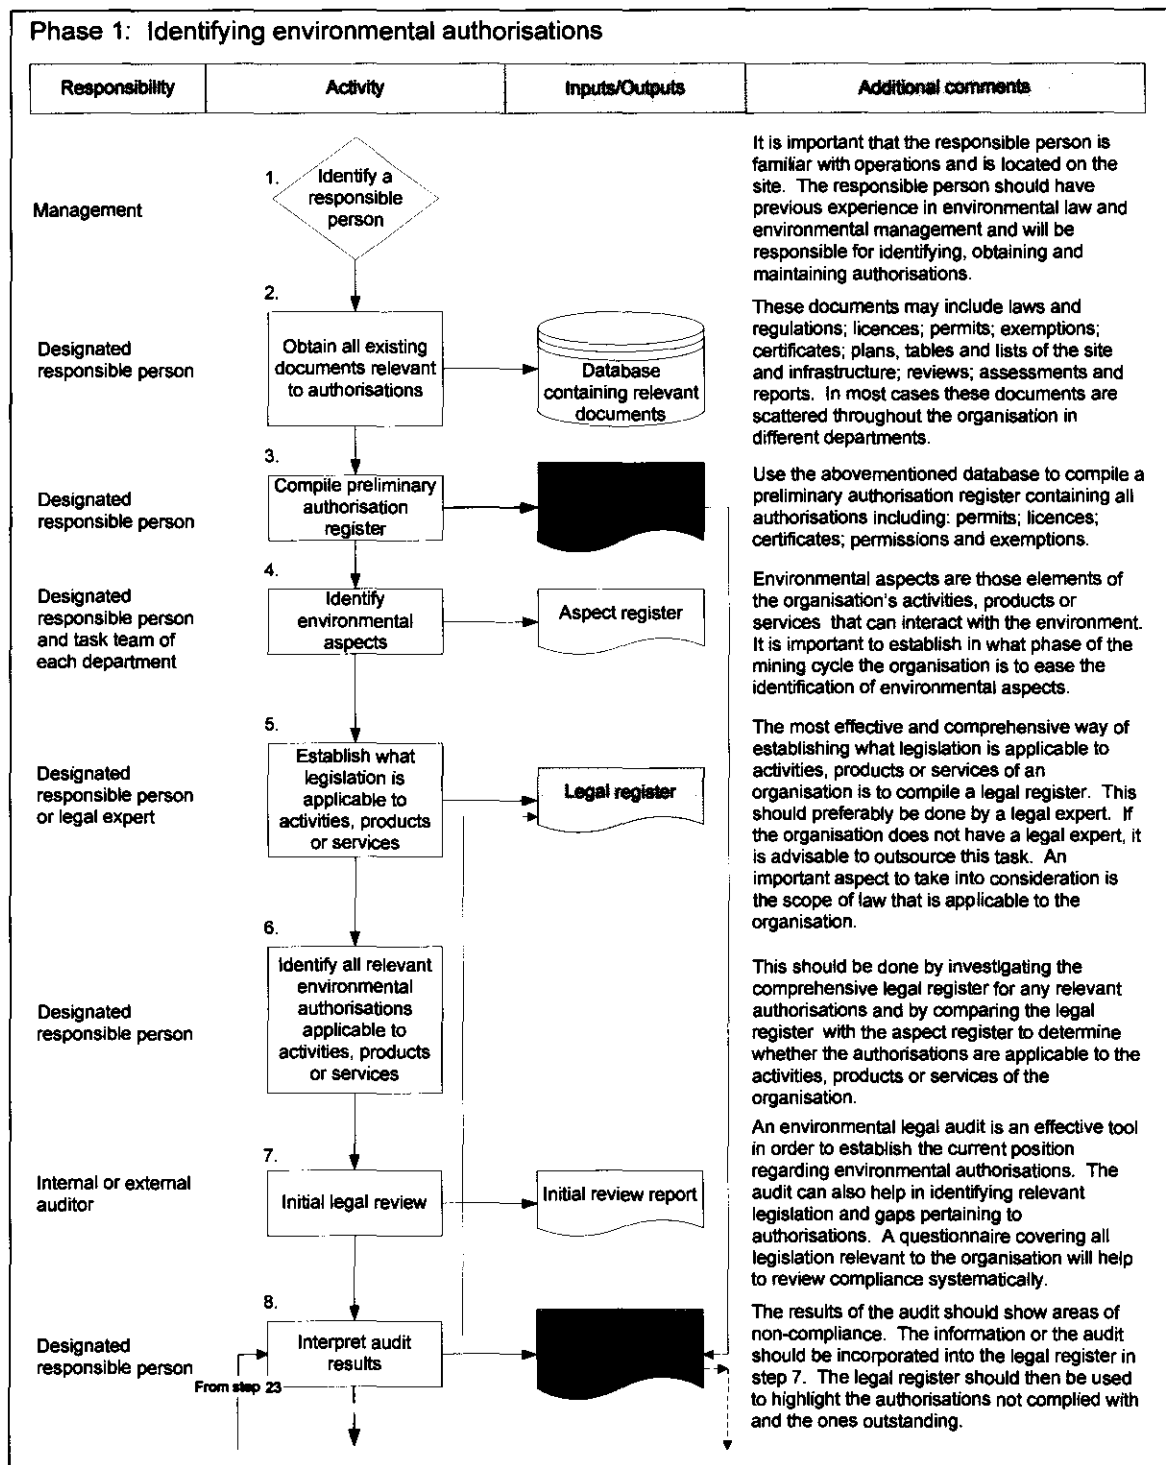 Phase 1: Identifying environmental authorisations
Responsibility
Activity
Inputs/Outputs
Additional comments
Management
1.
Identify a
responsible
person
It is important that the responsible person is
familiar with operations and is located on the
site. The responsible person should have
previous experience in environmental law and
environmental management and will be
responsible for identifying, obtaining and
maintaining authorisations.
Designated
responsible person
2.
Obtain all existing
documents relevant
to authorisations
Database
containing relevant
documents
These documents may include laws and
regulations; licences; permits; exemptions;
certificates; plans, tables and lists of the site
and infrastructure; reviews; assessments and
reports. In most cases these documents are
scattered throughout the organisation in
different departments.
Designated
responsible person
3.
Compile preliminary
authorisation
register
Use the abovementioned database to compile a
preliminary authorisation register containing all
authorisations including: permits; licences;
certificates; permissions and exemptions.
Designated
responsible person
and task team of
each department
4.
Identify
environmental
aspects
Aspect register
Environmental aspects are those elements of
the organisation's activities, products or
services that can interact with the environment.
It is important to establish in what phase of the
mining cycle the organisation is to ease the
identification of environmental aspects.
Designated
responsible person
or legal expert
5.
Establish what
legislation is
applicable to
activities, products
or services
Legal register
The most effective and comprehensive way of
establishing what legislation is applicable to
activities, products or services of an
organisation is to compile a legal register. This
should preferably be done by a legal expert. If
the organisation does not have a legal expert, it
is advisable to outsource this task. An
important aspect to take into consideration is
the scope of law that is applicable to the
organisation.
Designated
responsible person
6.
Identify all relevant
environmental
authorisations
applicable to
activities, products
or services
This should be done by investigating the
comprehensive legal register for any relevant
authorisations and by comparing the legal
register with the aspect register to determine
whether the authorisations are applicable to the
activities, products or services of the
organisation.
Internal or external
auditor
7.
Initial legal review
Initial review report
An environmental legal audit is an effective tool
in order to establish the current position
regarding environmental authorisations. The
audit can also help in identifying relevant
legislation and gaps pertaining to
authorisations. A questionnaire covering all
legislation relevant to the organisation will help
to review compliance systematically.
Designated
responsible person
8.
Interpret audit
results
From step 23
The results of the audit should show areas of
non-compliance. The information or the audit
should be incorporated into the legal register in
step 7. The legal register should then be used
to highlight the authorisations not complied with
and the ones outstanding.